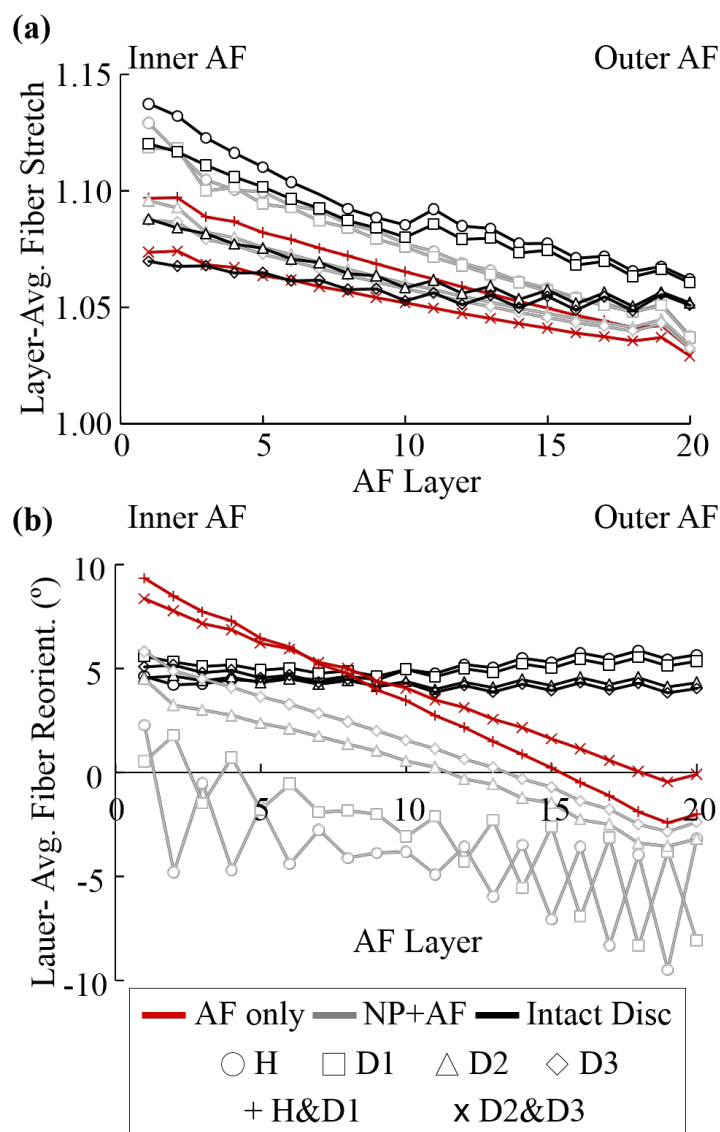 (a)
Inner AF Outer AF
1.15
1.10
1.05
1.00
Layer-Avg. Fiber Stretch
0 5 10 15 20
AF Layer
(b)
Inner AF Outer AF
10
5
0
-5
-10
Lauer- Avg. Fiber Reorient. (º)
0 5 10 15 20
AF Layer
AF only NP+AF Intact Disc
H D1 D2 D3
+ H&D1 x D2&D3